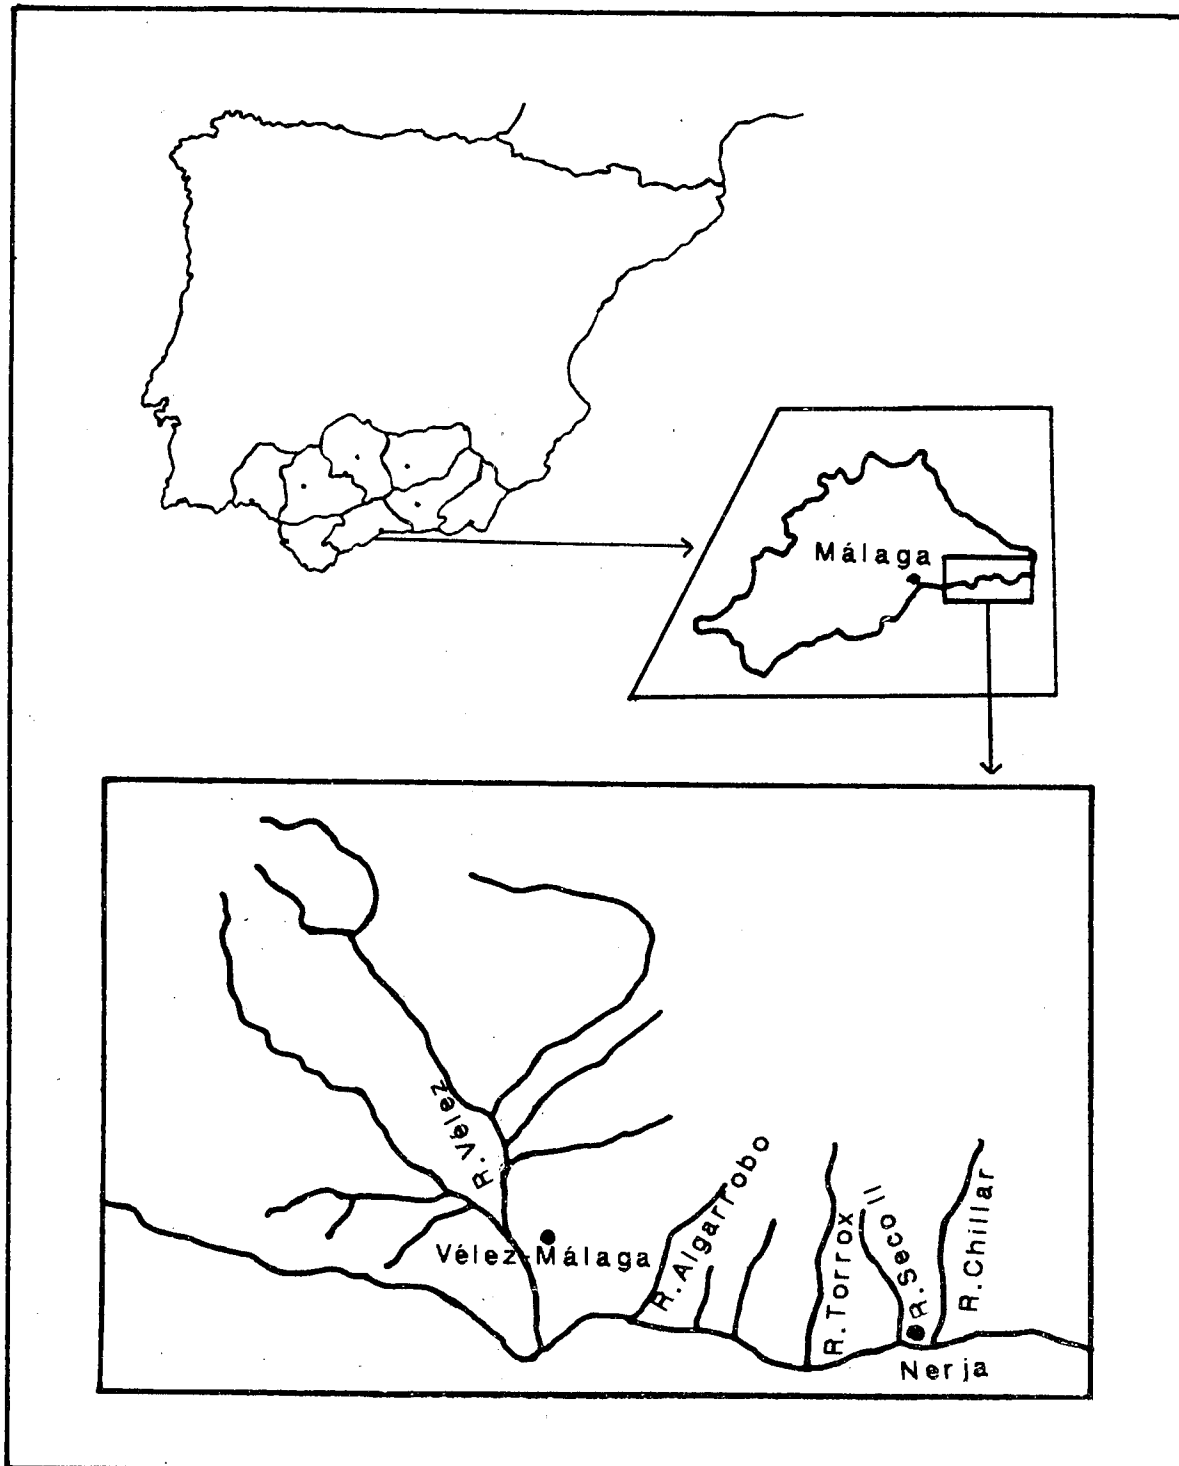 Málaga
R. Vélez
Vélez-Málaga
R. Algarrobo
R. Torrox
R. Seco II
R. Chillar
Nerja